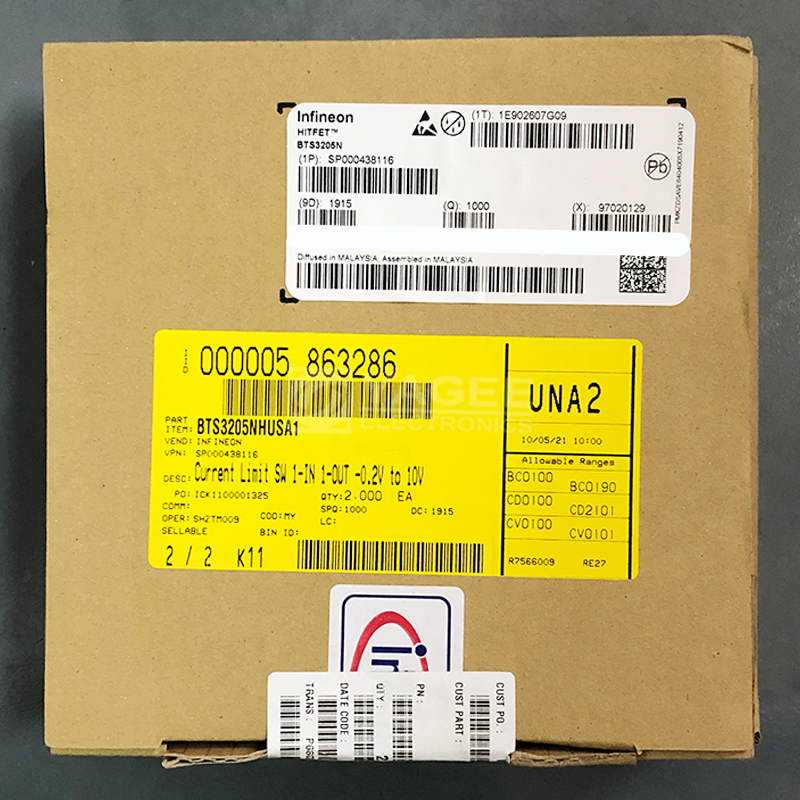 Infineon
HITFET™
BTS3205N
(1T): 1E902607G09
(1P): SP000438116
Pb
(9D): 1915
(Q): 1000
(X): 97020129
Diffused in MALAYSIA, Assembled in MALAYSIA
IID 000005 863286
EAGEE
ELECTRONICS
PART
ITEM: BTS3205NHUSA1
VEND: INFINEON
VPN: SP000438116
DESC: Current Limit SW 1-IN 1-OUT -0.2V to 10V
PO: ICK1100001325
QTY: 2.000 EA
COMM:
SPQ: 1000
DC: 1915
OPER: SH2TM009
COO: MY
LC:
SELLABLE
BIN ID:
2 / 2 K11
UNA2
10/05/21 10:00
Allowable Ranges
BC0100 BC0190
CD0100 CD2101
CV0100 CV0101
R7566009 RE27
TRANS:
DATE CODE:
QTY:
PN:
CUST PART:
CUST PO.: